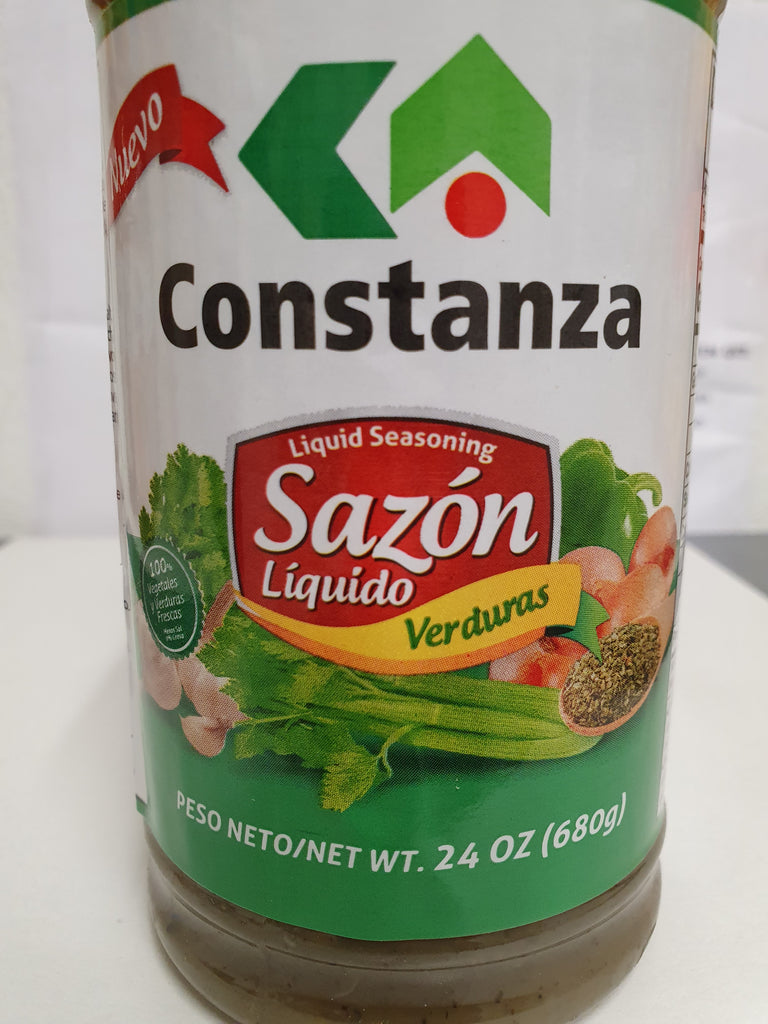 Nuevo
Constanza
Liquid Seasoning
Sazón
Líquido
Verduras
100%
Vegetales
y Verduras
Frescas
PESO NETO/NET WT. 24 OZ (680g)